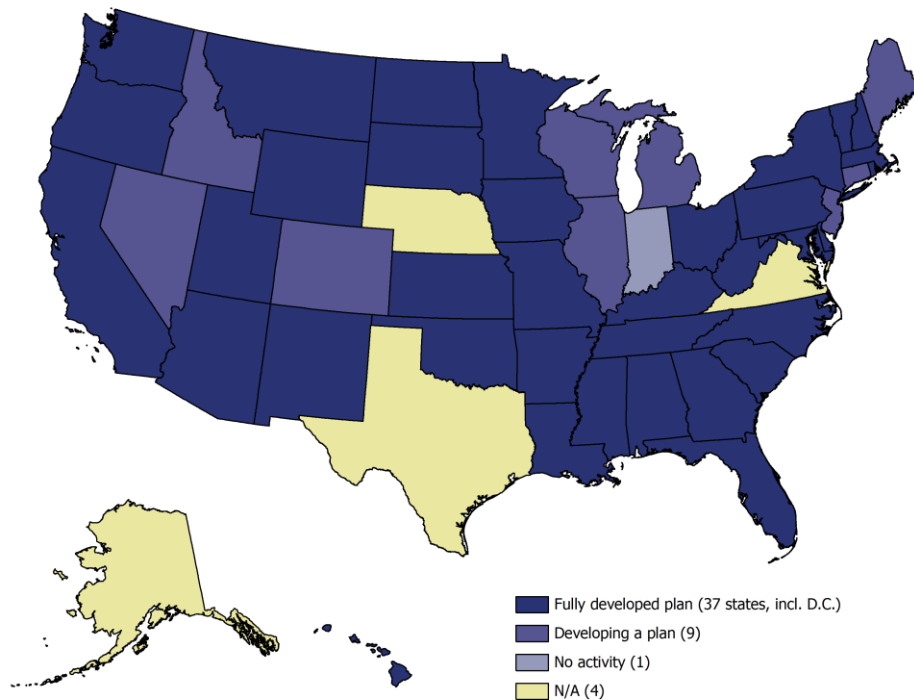 Fully developed plan (37 states, incl. D.C.)
Developing a plan (9)
No activity (1)
N/A (4)